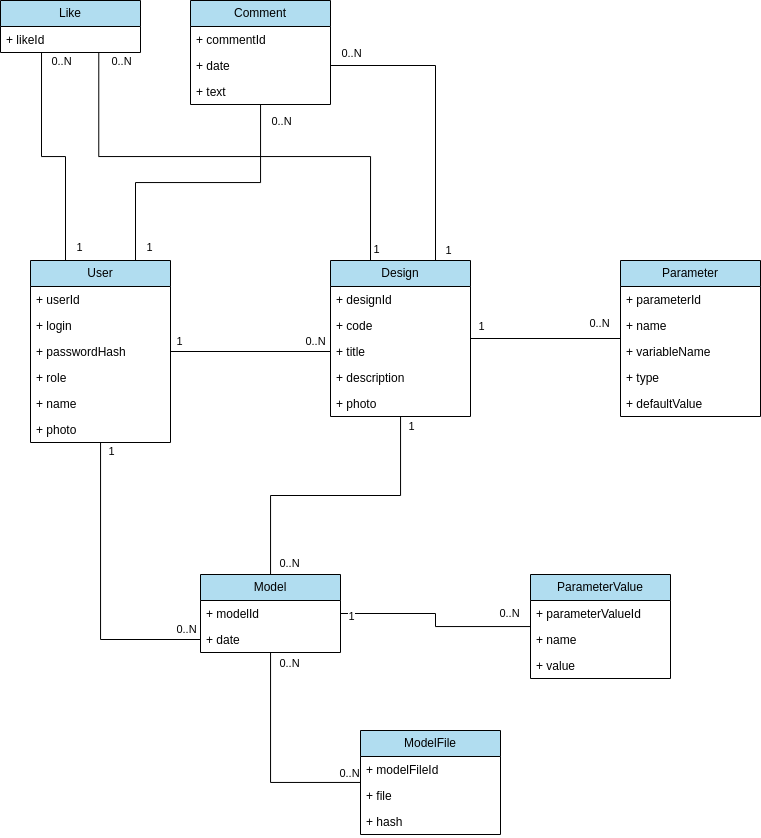 Like
+ likeId
0..N
0..N
Comment
+ commentId
+ date
+ text
0..N
0..N
1
1
1
1
User
+ userId
+ login
+ passwordHash
+ role
+ name
+ photo
1
0..N
Design
+ designId
+ code
+ title
+ description
+ photo
1
0..N
Parameter
+ parameterId
+ name
+ variableName
+ type
+ defaultValue
1
1
0..N
0..N
Model
+ modelId
+ date
1
0..N
ParameterValue
+ parameterValueId
+ name
+ value
0..N
0..N
ModelFile
+ modelFileId
+ file
+ hash